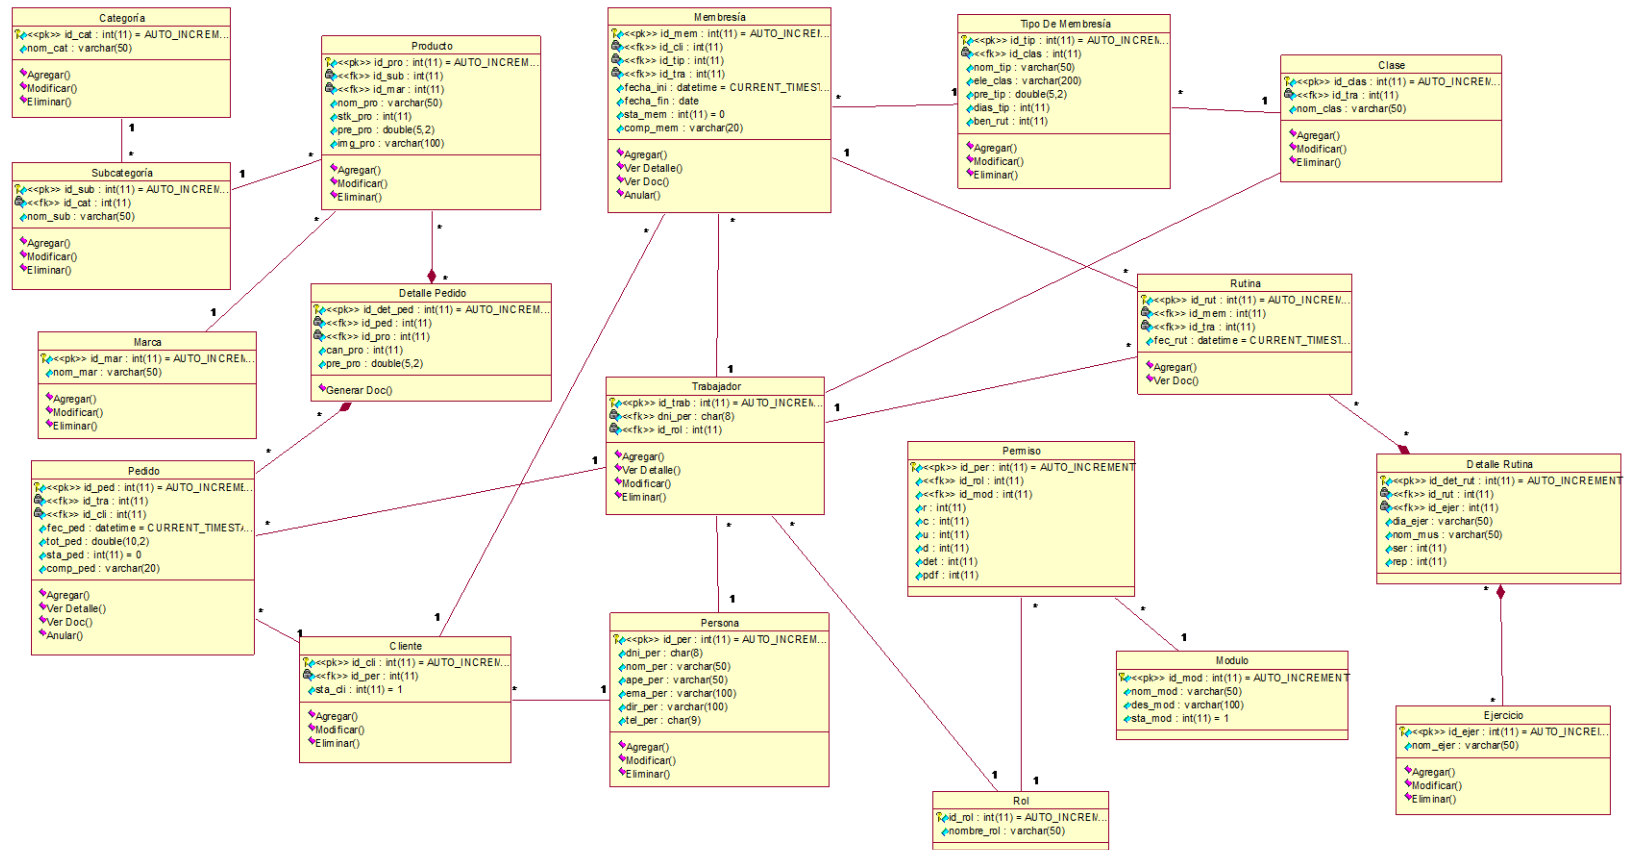 Categoría
<<pk>> id_cat : int(11) = AUTO_INCREM...
nom_cat : varchar(50)
Agregar()
Modificar()
Eliminar()
1
*
Subcategoría
<<pk>> id_sub : int(11) = AUTO_INCREM...
<<fk>> id_cat : int(11)
nom_sub : varchar(50)
Agregar()
Modificar()
Eliminar()
1
*
Producto
<<pk>> id_pro : int(11) = AUTO_INCREM...
<<fk>> id_sub : int(11)
<<fk>> id_mar : int(11)
nom_pro : varchar(50)
stk_pro : int(11)
pre_pro : double(5,2)
img_pro : varchar(100)
Agregar()
Modificar()
Eliminar()
*
1
*
*
Marca
<<pk>> id_mar : int(11) = AUTO_INCREM...
nom_mar : varchar(50)
Agregar()
Modificar()
Eliminar()
Detalle Pedido
<<pk>> id_det_ped : int(11) = AUTO_INCREM...
<<fk>> id_ped : int(11)
<<fk>> id_pro : int(11)
can_pro : int(11)
pre_pro : double(5,2)
Generar Doc()
*
*
Pedido
<<pk>> id_ped : int(11) = AUTO_INCREME...
<<fk>> id_tra : int(11)
<<fk>> id_cli : int(11)
fec_ped : datetime = CURRENT_TIMESTA...
tot_ped : double(10,2)
sta_ped : int(11) = 0
comp_ped : varchar(20)
Agregar()
Ver Detalle()
Ver Doc()
Anular()
*
1
*
1
Cliente
<<pk>> id_cli : int(11) = AUTO_INCREM...
<<fk>> id_per : int(11)
sta_cli : int(11) = 1
Agregar()
Modificar()
Eliminar()
1
*
*
1
Membresía
<<pk>> id_mem : int(11) = AUTO_INCREM...
<<fk>> id_cli : int(11)
<<fk>> id_tip : int(11)
<<fk>> id_tra : int(11)
fecha_ini : datetime = CURRENT_TIMEST...
fecha_fin : date
sta_mem : int(11) = 0
comp_mem : varchar(20)
Agregar()
Ver Detalle()
Ver Doc()
Anular()
*
1
*
1
1
*
Tipo De Membresía
<<pk>> id_tip : int(11) = AUTO_INCREM...
<<fk>> id_clas : int(11)
nom_tip : varchar(50)
ele_clas : varchar(200)
pre_tip : double(5,2)
dias_tip : int(11)
ben_rut : int(11)
Agregar()
Modificar()
Eliminar()
*
1
Clase
<<pk>> id_clas : int(11) = AUTO_INCREM...
<<fk>> id_tra : int(11)
nom_clas : varchar(50)
Agregar()
Modificar()
Eliminar()
Rutina
<<pk>> id_rut : int(11) = AUTO_INCREM...
<<fk>> id_mem : int(11)
<<fk>> id_tra : int(11)
fec_rut : datetime = CURRENT_TIMEST...
Agregar()
Ver Doc()
*
1
*
*
Trabajador
<<pk>> id_trab : int(11) = AUTO_INCREM...
<<fk>> dni_per : char(8)
<<fk>> id_rol : int(11)
Agregar()
Ver Detalle()
Modificar()
Eliminar()
*
1
*
1
Persona
<<pk>> id_per : int(11) = AUTO_INCREM...
dni_per : char(8)
nom_per : varchar(50)
ape_per : varchar(50)
ema_per : varchar(100)
dir_per : varchar(100)
tel_per : char(9)
Agregar()
Modificar()
Eliminar()
Permiso
<<pk>> id_per : int(11) = AUTO_INCREMENT
<<fk>> id_rol : int(11)
<<fk>> id_mod : int(11)
r : int(11)
c : int(11)
u : int(11)
d : int(11)
det : int(11)
pdf : int(11)
*
1
*
1
Modulo
<<pk>> id_mod : int(11) = AUTO_INCREMENT
nom_mod : varchar(50)
des_mod : varchar(100)
sta_mod : int(11) = 1
Rol
id_rol : int(11) = AUTO_INCREM...
nombre_rol : varchar(50)
Detalle Rutina
<<pk>> id_det_rut : int(11) = AUTO_INCREMENT
<<fk>> id_rut : int(11)
<<fk>> id_ejer : int(11)
dia_ejer : varchar(50)
nom_mus : varchar(50)
ser : int(11)
rep : int(11)
*
*
Ejercicio
<<pk>> id_ejer : int(11) = AUTO_INCREI...
nom_ejer : varchar(50)
Agregar()
Modificar()
Eliminar()